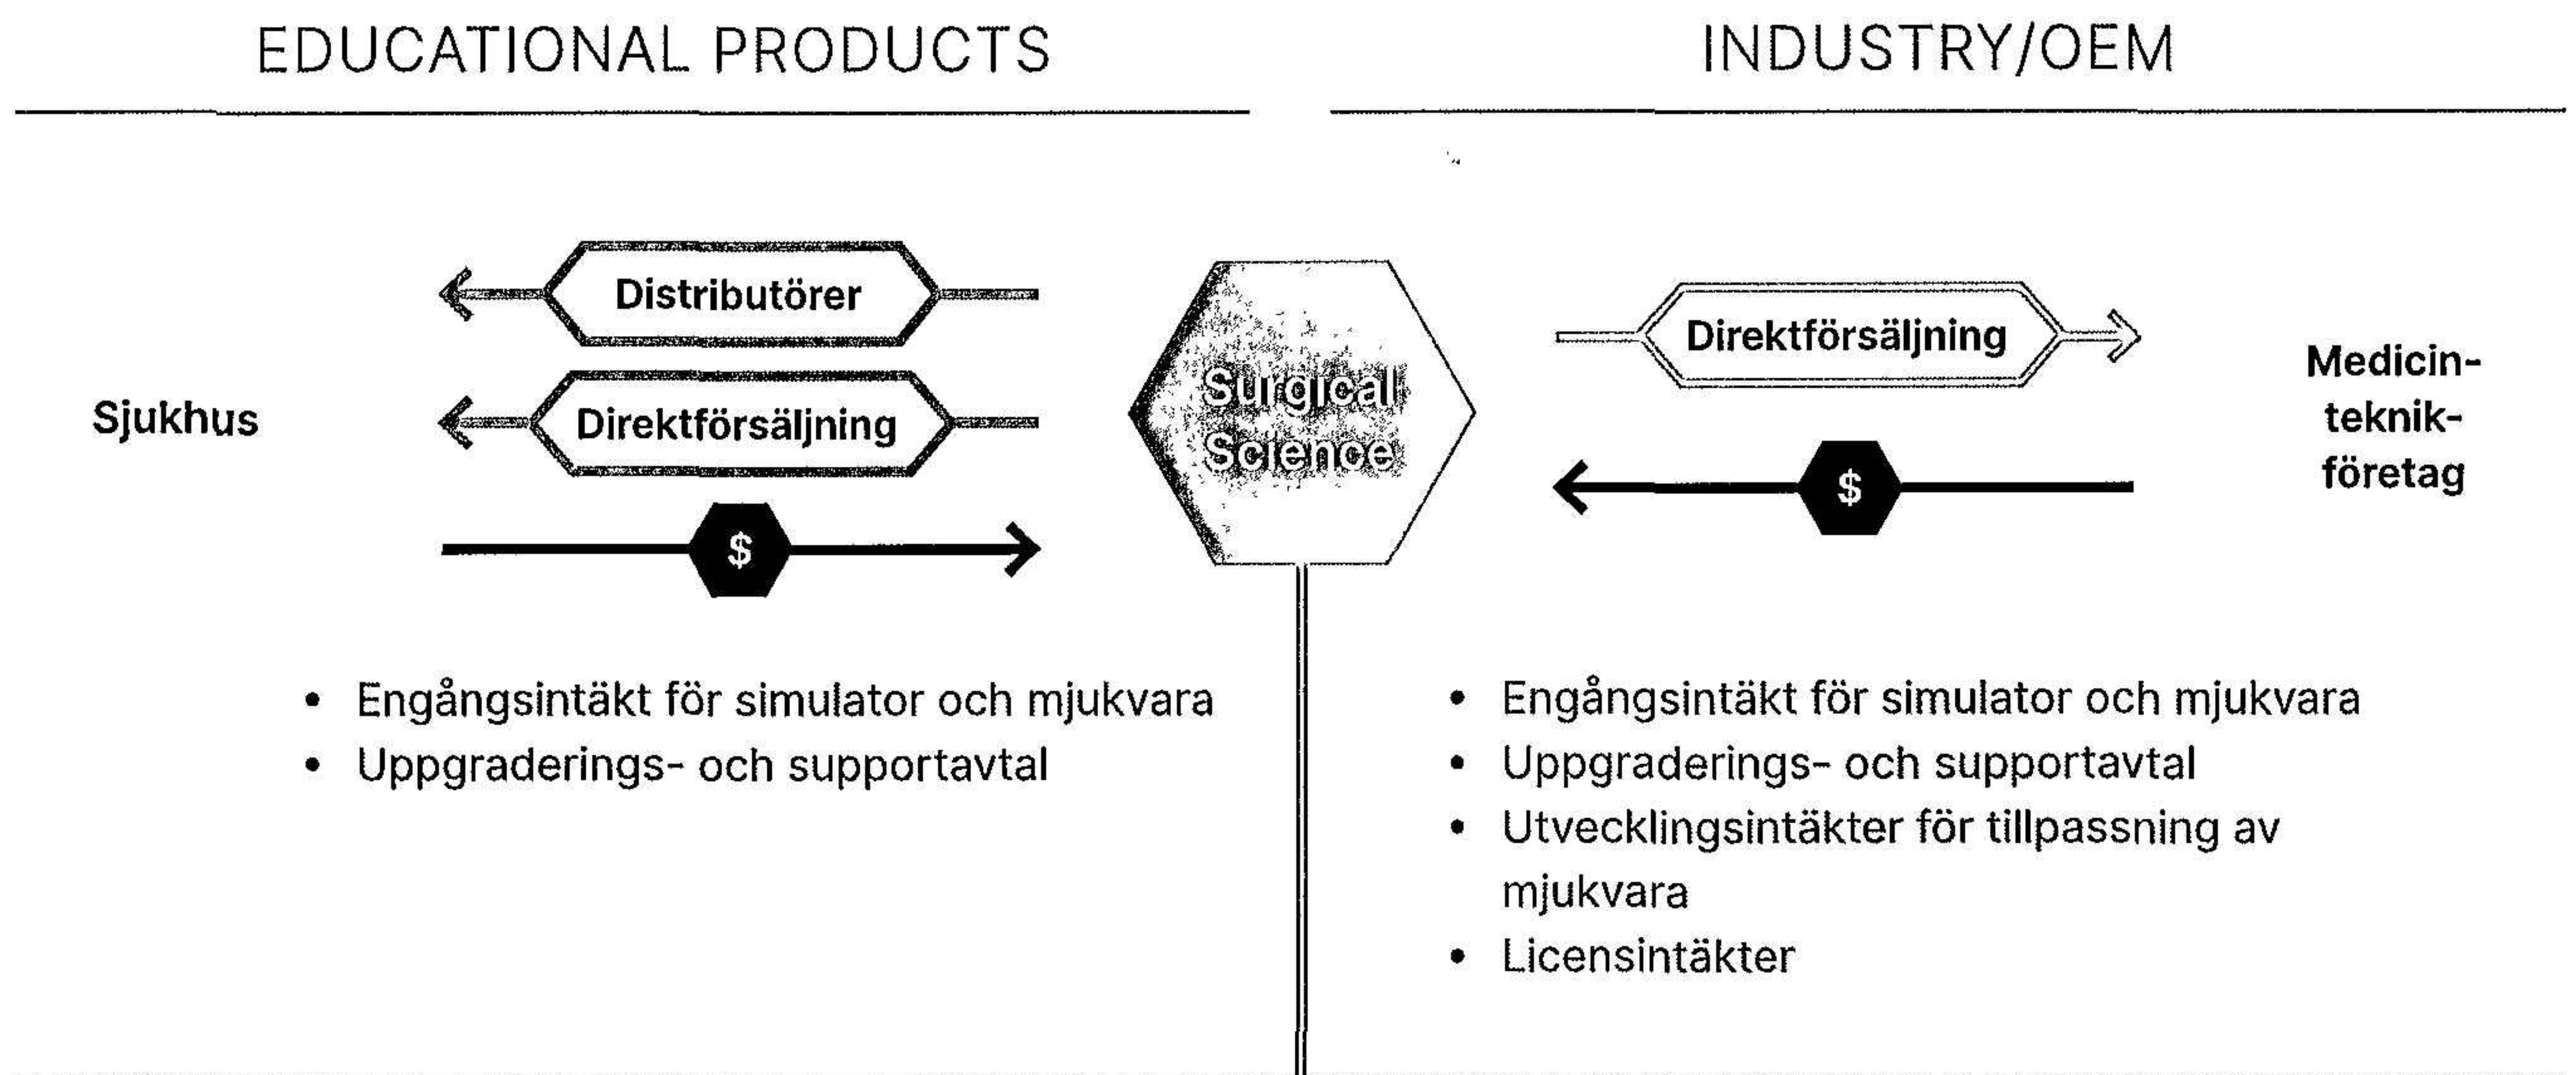 EDUCATIONAL PRODUCTS
Distributörer
Direktförsäljning
Sjukhus
$
Engångsintäkt för simulator och mjukvara
Uppgraderings- och supportavtal
Surgical
Science
INDUSTRY/OEM
Direktförsäljning
$
Medicin-
teknik-
företag
Engångsintäkt för simulator och mjukvara
Uppgraderings- och supportavtal
Utvecklingsintäkter för tillpassning av
mjukvara
Licensintäkter